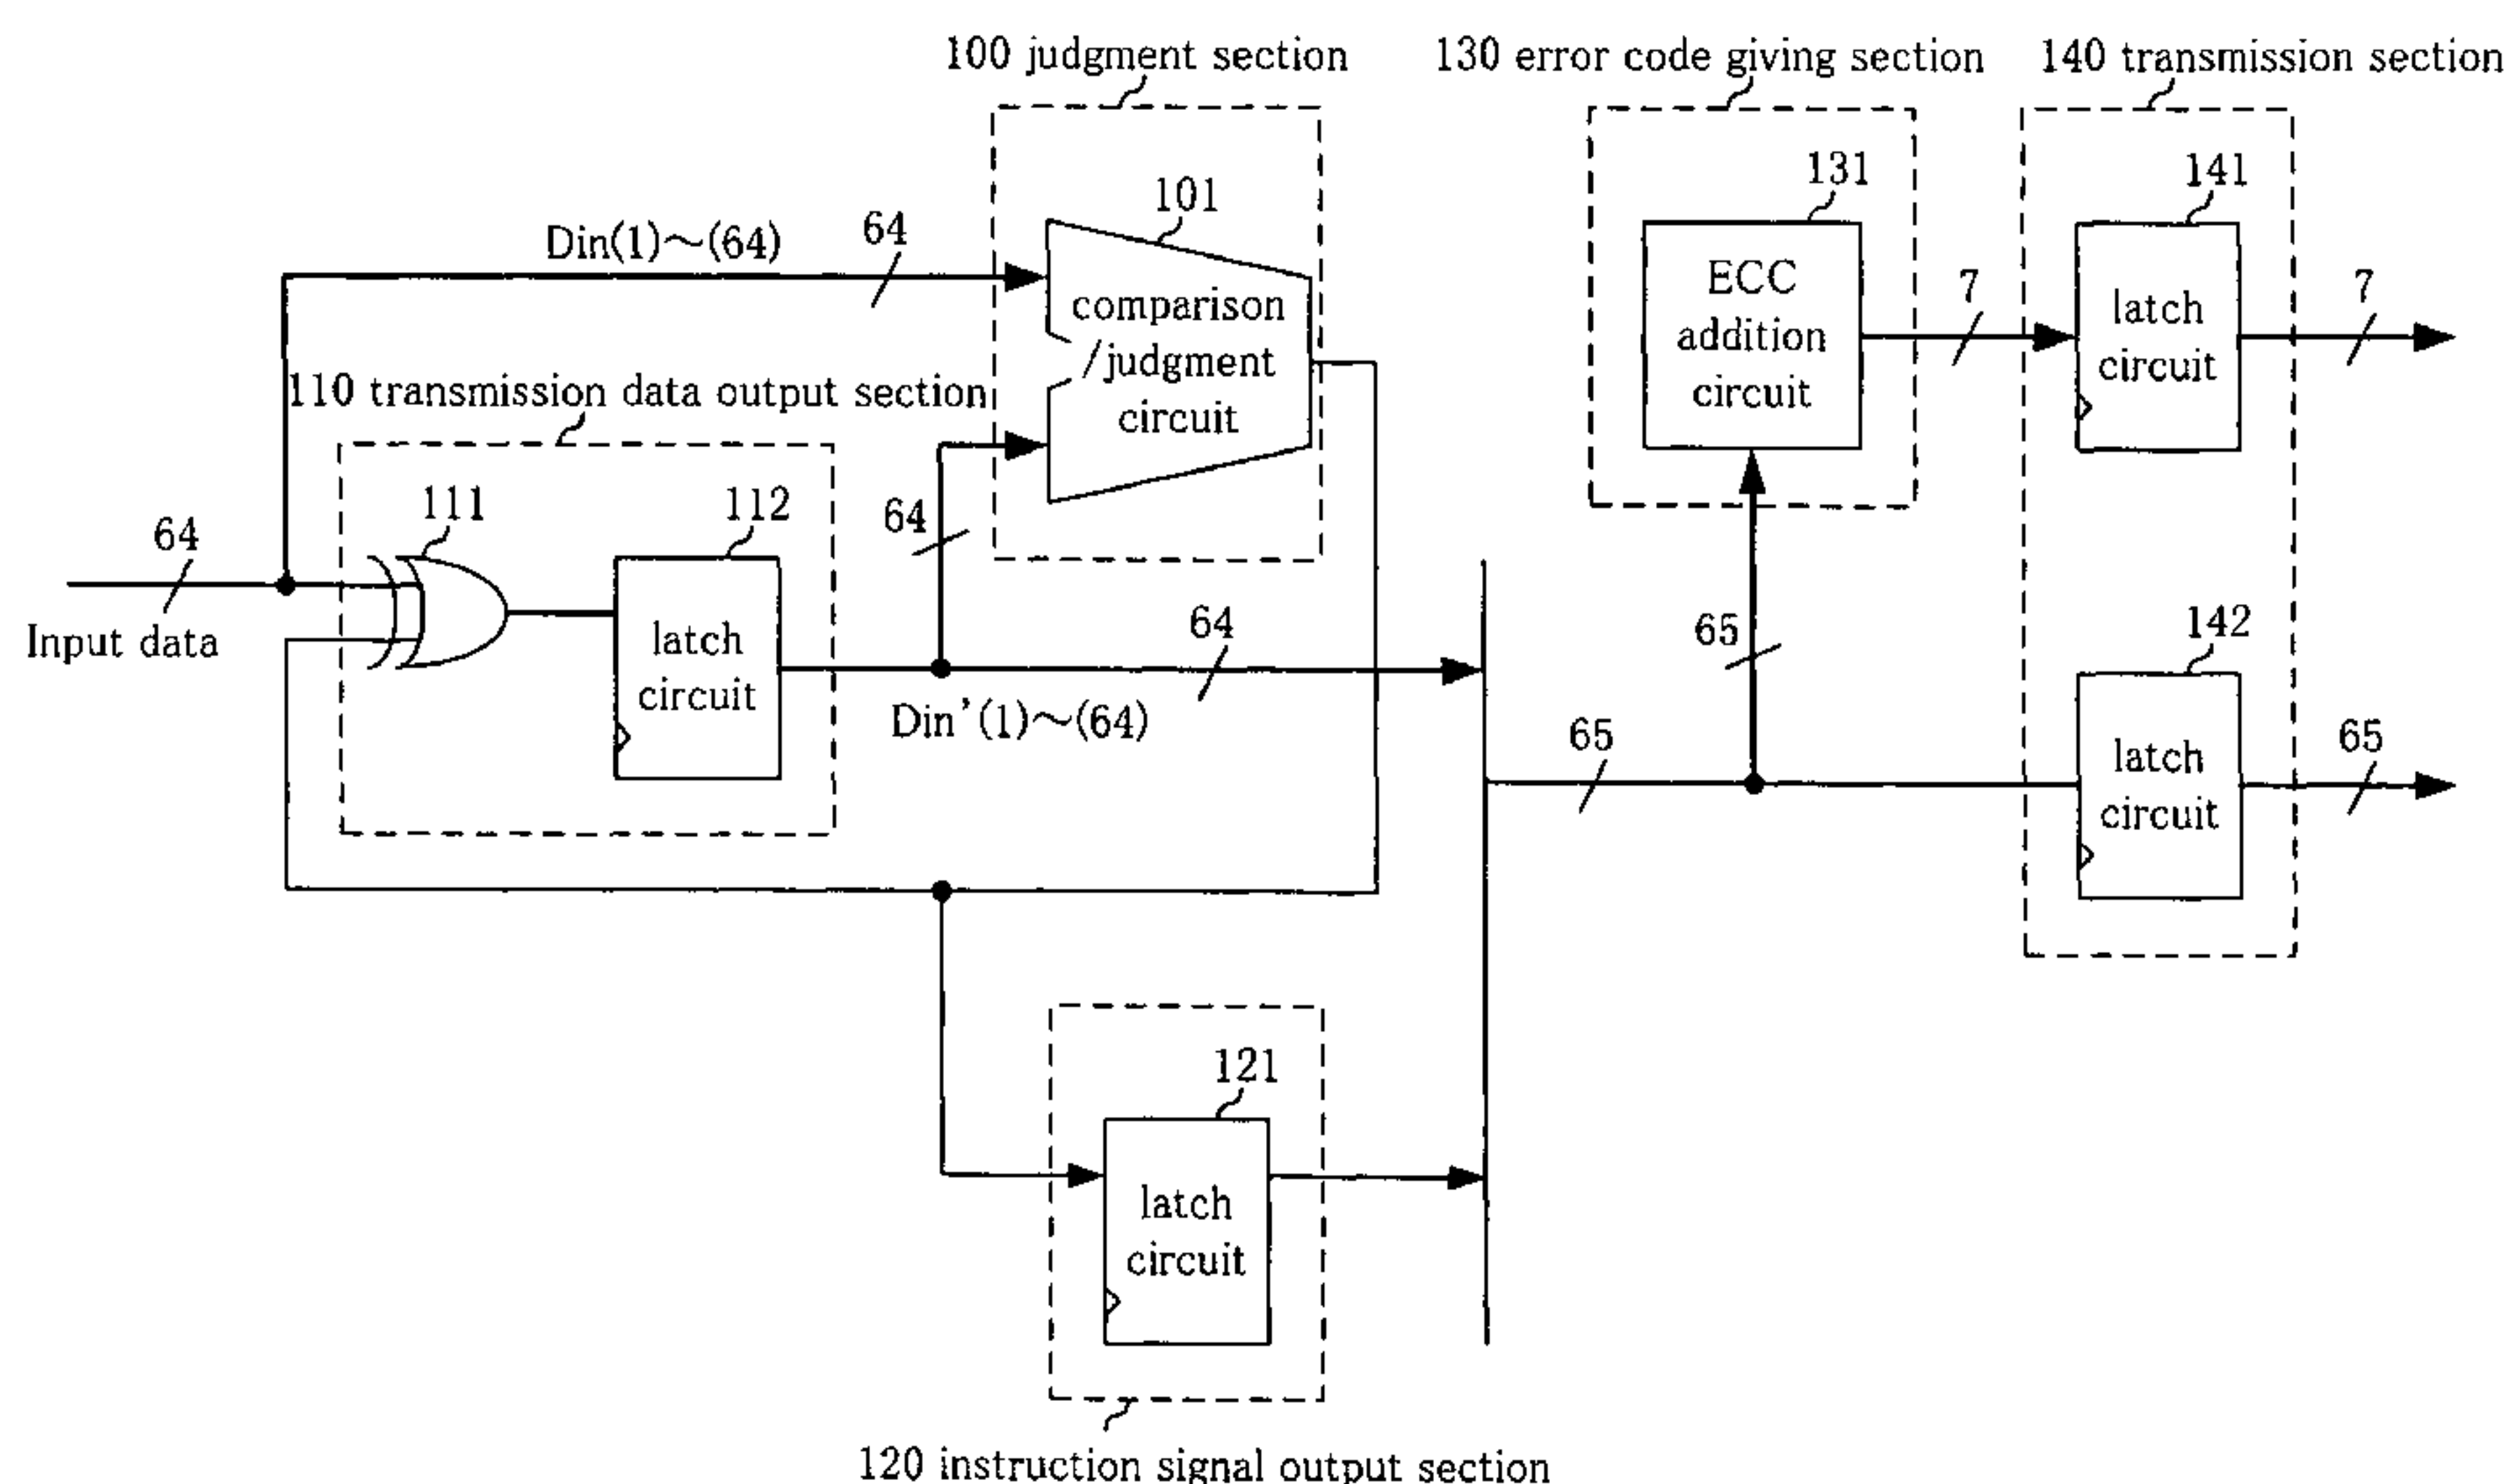 100 judgment section
130 error code giving section
140 transmission section
101
131
141
Din(1)～(64)
64
comparison
/judgment
circuit
ECC
addition
circuit
7
latch
circuit
7
110 transmission data output section
111
112
64
64
Input data
latch
circuit
64
Din’(1)～(64)
65
65
142
latch
circuit
65
121
latch
circuit
120 instruction signal output section